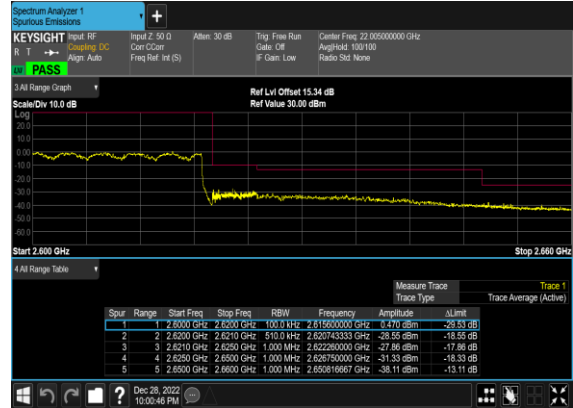 Spectrum Analyzer 1
Spurious Emissions
+
KEYSIGHT Input: RF Input Z: 50 Ω Atten: 30 dB Trig: Free Run Center Freq: 22.005000000 GHz
R T Coupling: DC Corr CCorr Gate: Off Avg|Hold: 100/100
Align: Auto Freq Ref: Int (S) IF Gain: Low Radio Std: None
PASS
3 All Range Graph
Ref Lvl Offset 15.34 dB
Scale/Div 10.0 dB Ref Value 30.00 dBm
Log
20.0
10.0
0.00
-10.0
-20.0
-30.0
-40.0
-50.0
-60.0
Start 2.600 GHz Stop 2.660 GHz
4 All Range Table
Measure Trace Trace 1
Trace Type Trace Average (Active)
Spur Range Start Freq Stop Freq RBW Frequency Amplitude ΔLimit
1 1 2.6000 GHz 2.6200 GHz 100.0 kHz 2.615600000 GHz 0.470 dBm -29.53 dB
2 2 2.6200 GHz 2.6210 GHz 510.0 kHz 2.620743333 GHz -28.55 dBm -18.55 dB
3 3 2.6210 GHz 2.6250 GHz 1.000 MHz 2.622260000 GHz -27.86 dBm -17.86 dB
4 4 2.6250 GHz 2.6500 GHz 1.000 MHz 2.626750000 GHz -31.33 dBm -18.33 dB
5 5 2.6500 GHz 2.6600 GHz 1.000 MHz 2.650816667 GHz -38.11 dBm -13.11 dB
?
Dec 28, 2022
10:00:46 PM